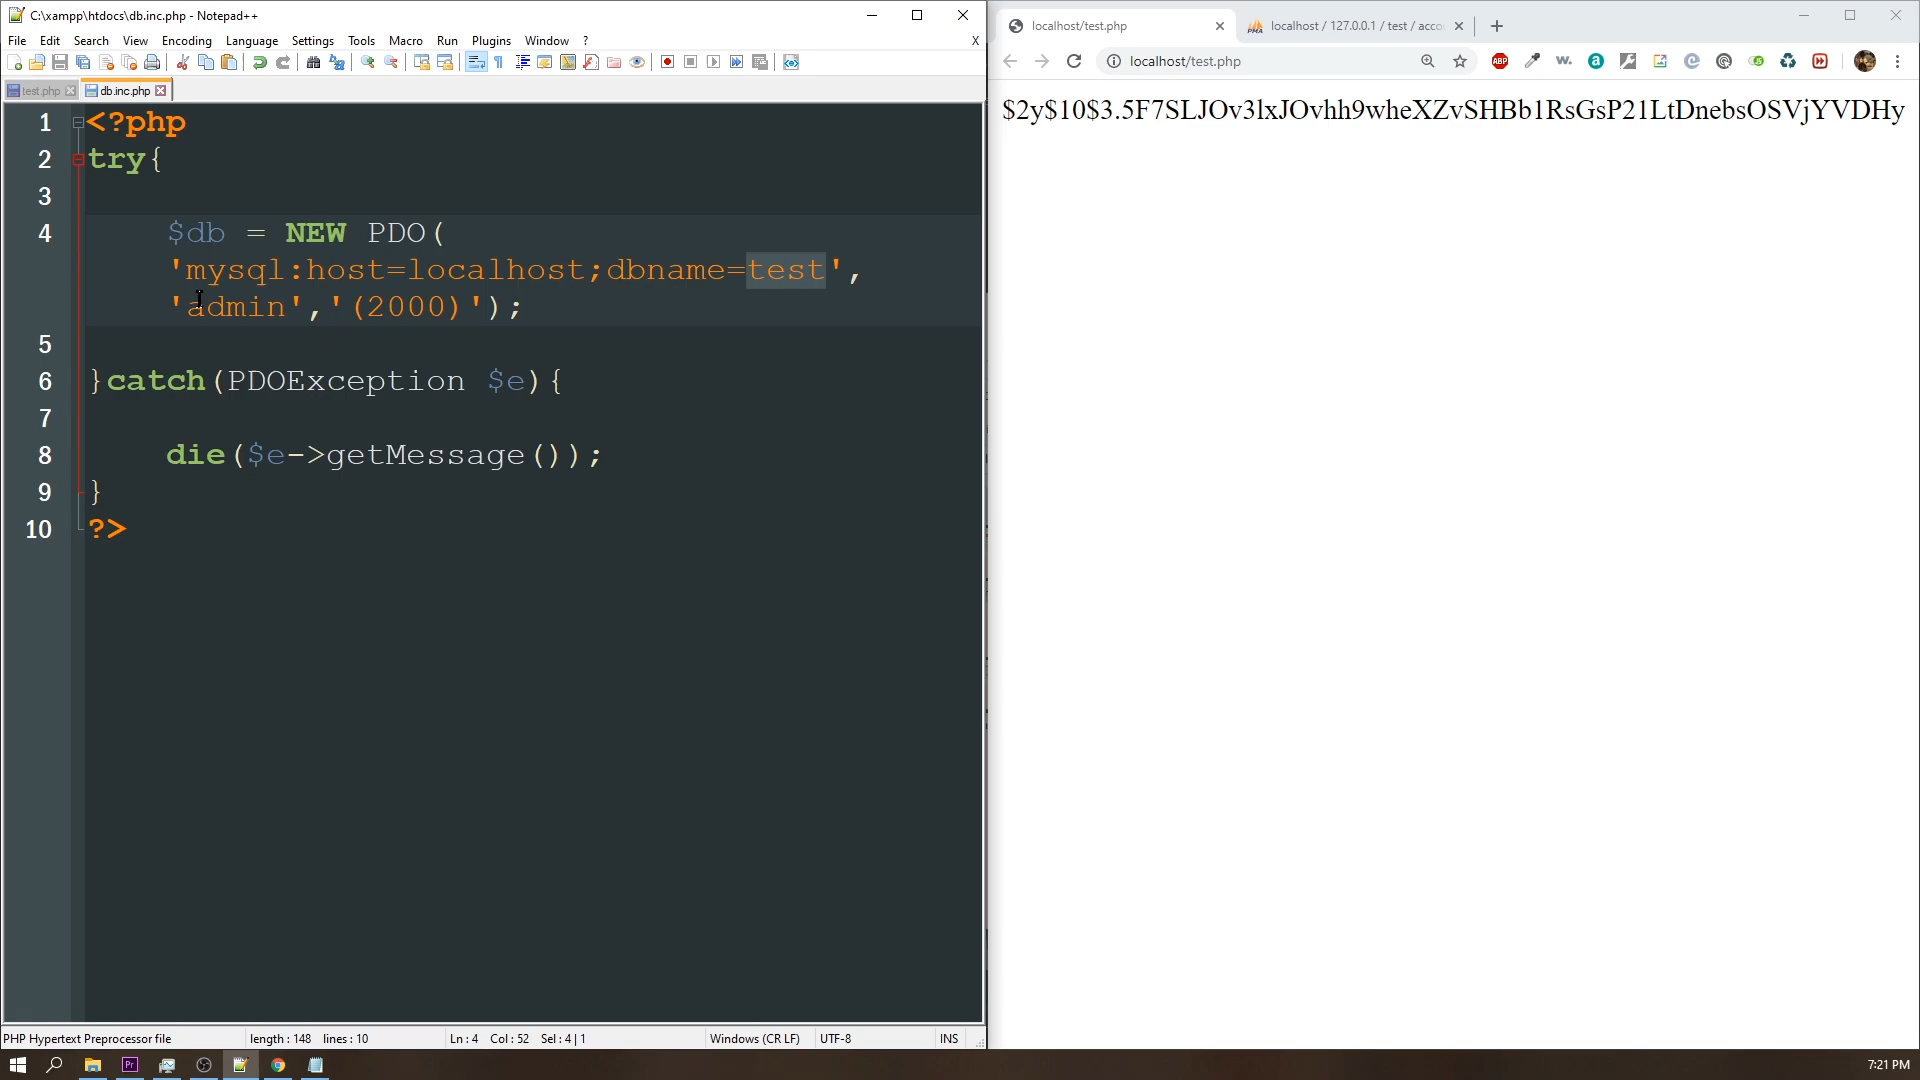 C:\xampp\htdocs\db.inc.php - Notepad++
File Edit Search View Encoding Language Settings Tools Macro Run Plugins Window ? X
test.php db.inc.php
1 <?php
2 try{
3
4 $db = NEW PDO(
'mysql:host=localhost;dbname=test',
'admin','(2000)');
5
6 }catch(PDOException $e){
7
8 die($e->getMessage());
9 }
10 ?>
PHP Hypertext Preprocessor file length : 148 lines : 10 Ln : 4 Col : 52 Sel : 4 | 1 Windows (CR LF) UTF-8 INS
localhost/test.php localhost / 127.0.0.1 / test / acco
localhost/test.php ABP w. a
$2y$10$3.5F7SLJOv3lxJOvhh9wheXZvSHBb1RsGsP21LtDnebsOSVjYVDHy
Pr 7:21 PM